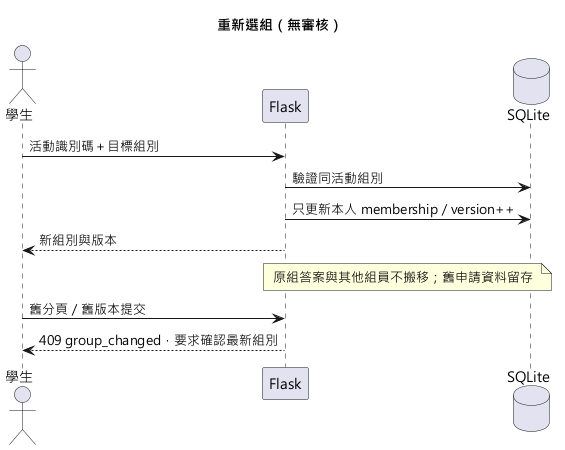 重新選組（無審核）
學生
Flask
SQLite
活動識別碼＋目標組別
驗證同活動組別
只更新本人 membership / version++
新組別與版本
原組答案與其他組員不搬移；舊申請資料留存
舊分頁 / 舊版本提交
409 group_changed · 要求確認最新組別
學生
Flask
SQLite